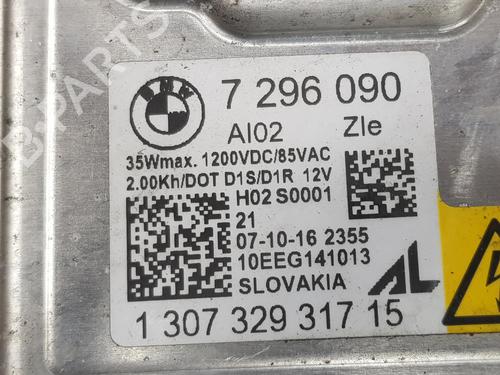 BMW
7 296 090
AI02 ZIe
35Wmax. 1200VDC/85VAC
2.00Kh/DOT D1S/D1R 12V
H02 S0001
21
07-10-16 2355
10EEG141013
SLOVAKIA
AL
1 307 329 317 15
B-PARTS